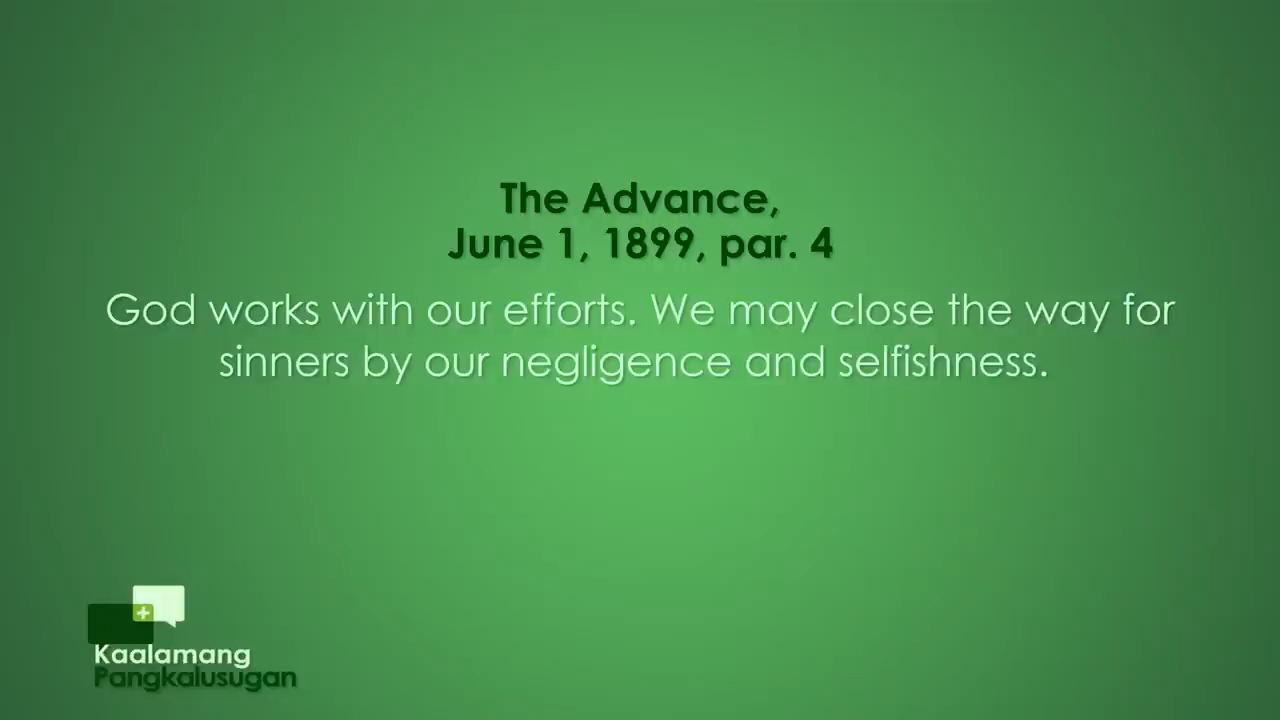 The Advance,
June 1, 1899, par. 4
God works with our efforts. We may close the way for
sinners by our negligence and selfishness.
Kaalamang
Pangkalusugan